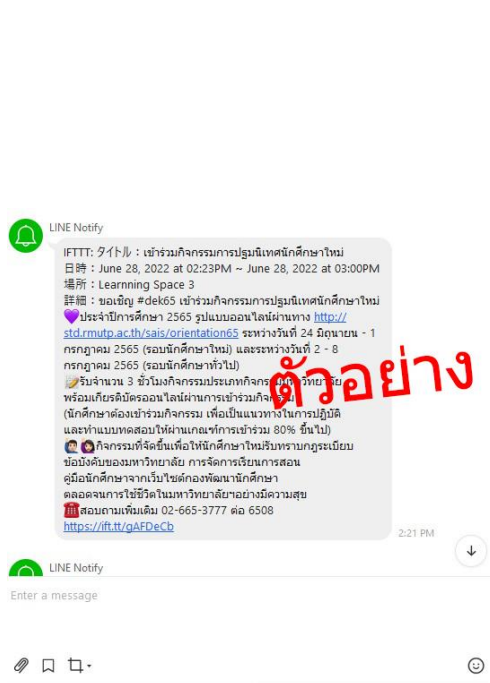 LINE Notify
IFTTT: タイトル：เข้าร่วมกิจกรรมการปฐมนิเทศนักศึกษาใหม่
日時：June 28, 2022 at 02:23PM ~ June 28, 2022 at 03:00PM
場所：Learnning Space 3
詳細：ขอเชิญ #dek65 เข้าร่วมกิจกรรมการปฐมนิเทศนักศึกษาใหม่
💜ประจำปีการศึกษา 2565 รูปแบบออนไลน์ผ่านทาง http://
std.rmutp.ac.th/sais/orientation65 ระหว่างวันที่ 24 มิถุนายน - 1
กรกฎาคม 2565 (รอบนักศึกษาใหม่) และระหว่างวันที่ 2 - 8
กรกฎาคม 2565 (รอบนักศึกษาทั่วไป)
📝รับจำนวน 3 ชั่วโมงกิจกรรมประเภทกิจกรรมมหาวิทยาลัย
พร้อมเกียรติบัตรออนไลน์ผ่านการเข้าร่วมกิจกรรม
(นักศึกษาต้องเข้าร่วมกิจกรรม เพื่อเป็นแนวทางในการปฏิบัติ
และทำแบบทดสอบให้ผ่านเกณฑ์การเข้าร่วม 80% ขึ้นไป)
🙋🏻‍♂️🙆🏻‍♀️กิจกรรมที่จัดขึ้นเพื่อให้นักศึกษาใหม่รับทราบกฎระเบียบ
ข้อบังคับของมหาวิทยาลัย การจัดการเรียนการสอน
คู่มือนักศึกษาจากเว็บไซต์กองพัฒนานักศึกษา
ตลอดจนการใช้ชีวิตในมหาวิทยาลัยฯอย่างมีความสุข
☎️สอบถามเพิ่มเติม 02-665-3777 ต่อ 6508
https://ift.tt/gAFDeCb
2:21 PM
ตัวอย่าง
LINE Notify
Enter a message